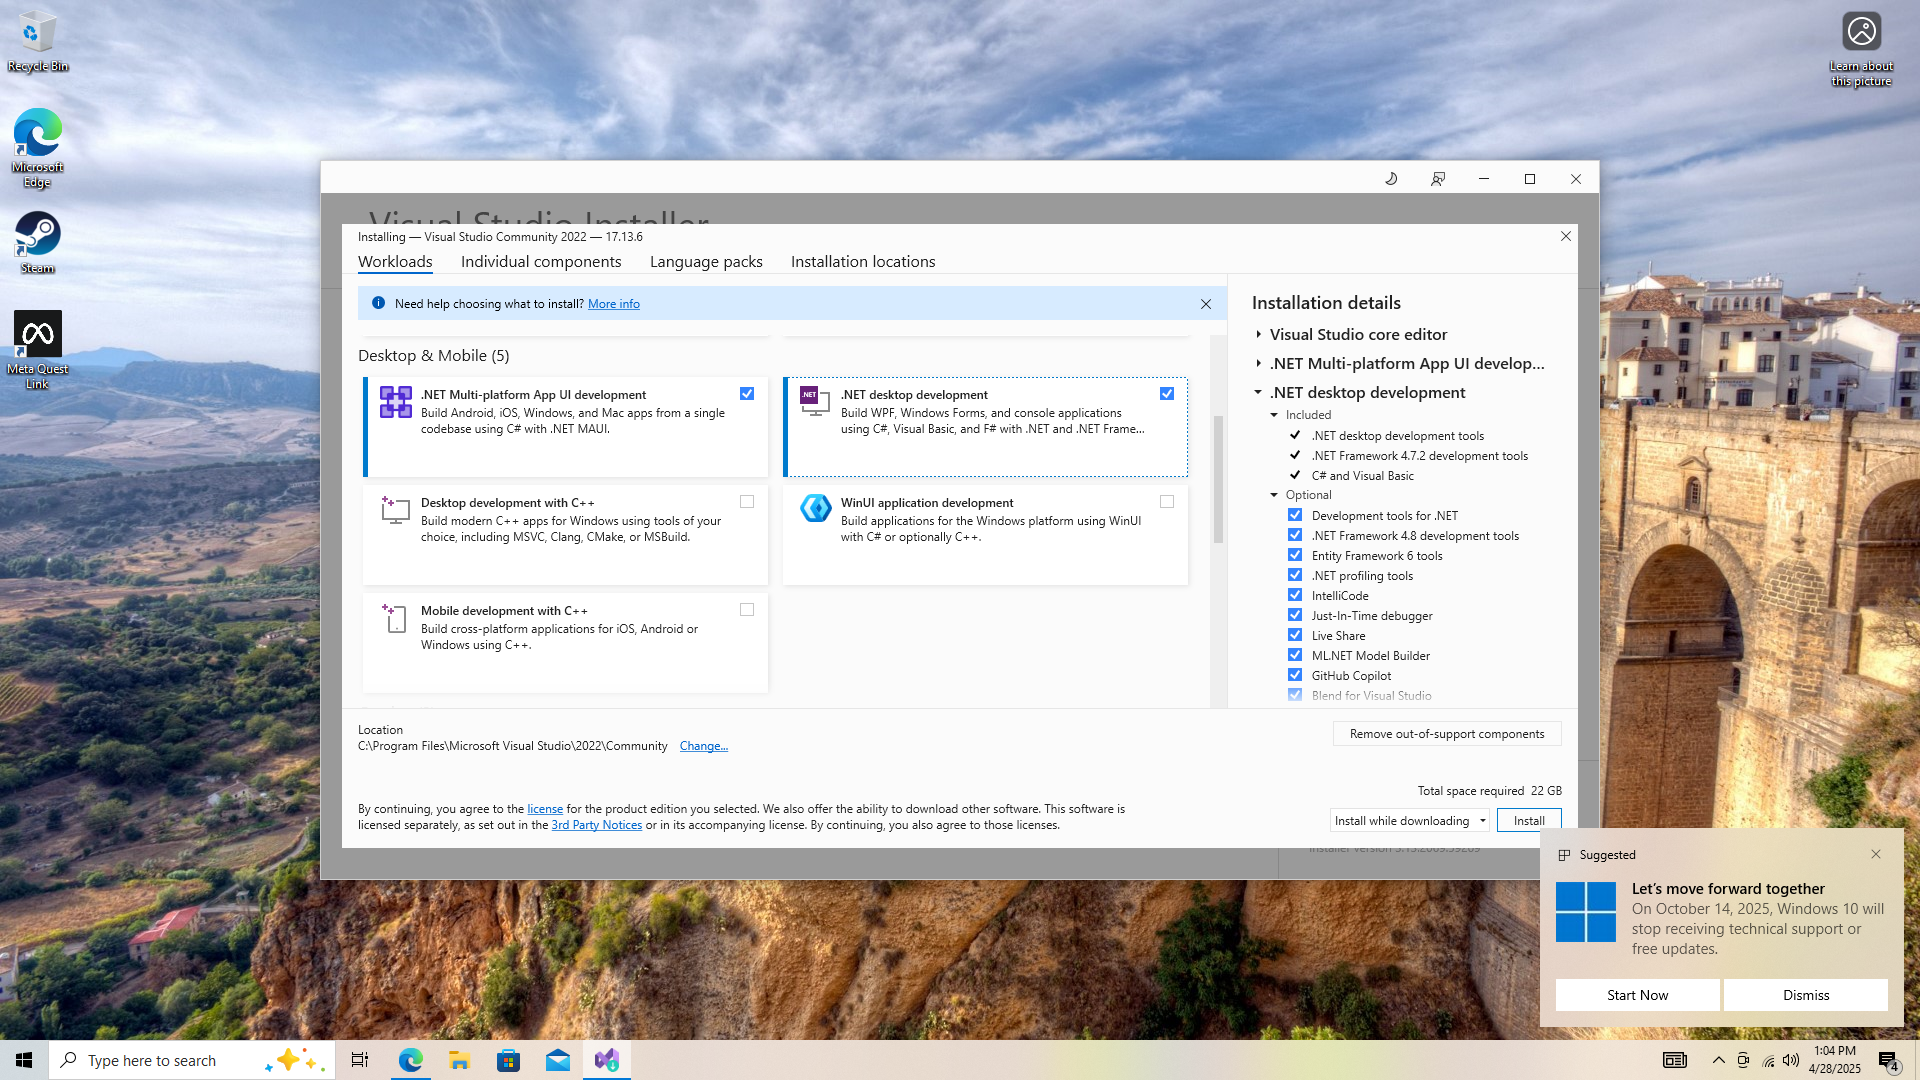 Recycle Bin
Microsoft
Edge
Steam
Meta Quest
Link
Learn about
this picture
Visual Studio Installer
Installing — Visual Studio Community 2022 — 17.13.6
Workloads
Individual components
Language packs
Installation locations
Need help choosing what to install? More info
Desktop & Mobile (5)
.NET Multi-platform App UI development
Build Android, iOS, Windows, and Mac apps from a single
codebase using C# with .NET MAUI.
.NET
.NET desktop development
Build WPF, Windows Forms, and console applications
using C#, Visual Basic, and F# with .NET and .NET Frame...
Desktop development with C++
Build modern C++ apps for Windows using tools of your
choice, including MSVC, Clang, CMake, or MSBuild.
WinUI application development
Build applications for the Windows platform using WinUI
with C# or optionally C++.
Mobile development with C++
Build cross-platform applications for iOS, Android or
Windows using C++.
Installation details
Visual Studio core editor
.NET Multi-platform App UI develop...
.NET desktop development
Included
.NET desktop development tools
.NET Framework 4.7.2 development tools
C# and Visual Basic
Optional
Development tools for .NET
.NET Framework 4.8 development tools
Entity Framework 6 tools
.NET profiling tools
IntelliCode
Just-In-Time debugger
Live Share
ML.NET Model Builder
GitHub Copilot
Blend for Visual Studio
Location
C:\Program Files\Microsoft Visual Studio\2022\Community Change...
Remove out-of-support components
Total space required 22 GB
By continuing, you agree to the license for the product edition you selected. We also offer the ability to download other software. This software is
licensed separately, as set out in the 3rd Party Notices or in its accompanying license. By continuing, you also agree to those licenses.
Install while downloading
Install
Suggested
Let's move forward together
On October 14, 2025, Windows 10 will
stop receiving technical support or
free updates.
Start Now
Dismiss
Type here to search
1:04 PM
4/28/2025
4